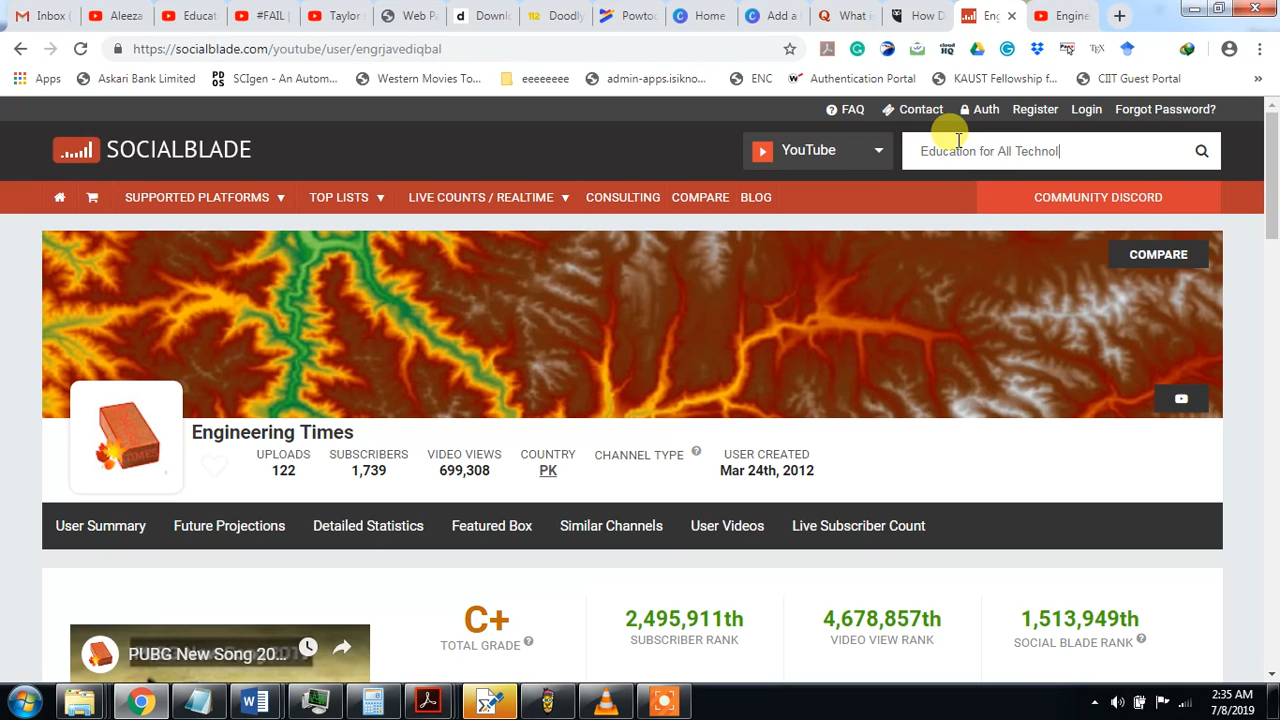 Inbox (
Aleeza
Educat
#FAIL |
Taylor
Web Pa
Downl
Doodly
Powtoo
Home
Add a
What is
How D
Eng
Engine
https://socialblade.com/youtube/user/engrjavediqbal
Apps
Askari Bank Limited
SCIgen - An Autom...
Western Movies To...
eeeeeee
admin-apps.isikno...
ENC
Authentication Portal
KAUST Fellowship f...
CIIT Guest Portal
»
FAQ
Contact
Auth
Register
Login
Forgot Password?
SOCIALBLADE
YouTube
Education for All Technol
SUPPORTED PLATFORMS
TOP LISTS
LIVE COUNTS / REALTIME
CONSULTING
COMPARE
BLOG
COMMUNITY DISCORD
COMPARE
Engineering Times
UPLOADS
122
SUBSCRIBERS
1,739
VIDEO VIEWS
699,308
COUNTRY
PK
CHANNEL TYPE
USER CREATED
Mar 24th, 2012
User Summary
Future Projections
Detailed Statistics
Featured Box
Similar Channels
User Videos
Live Subscriber Count
C+
TOTAL GRADE
2,495,911th
SUBSCRIBER RANK
4,678,857th
VIDEO VIEW RANK
1,513,949th
SOCIAL BLADE RANK
PUBG New Song 20...
2:35 AM
7/8/2019